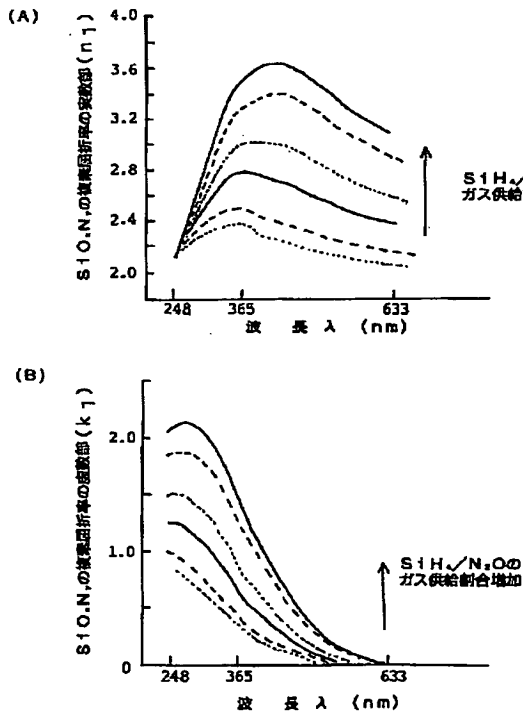 (A)
SiOₓNᵧの複素屈折率の実数部(n₁)
4.0
3.6
3.2
2.8
2.4
2.0
SiH₄/
ガス供給
248
365
633
波 長 λ (nm)
(B)
SiOₓNᵧの複素屈折率の虚数部(k₁)
2.0
1.0
0
SiH₄/N₂Oの
ガス供給割合増加
248
365
633
波 長 λ (nm)